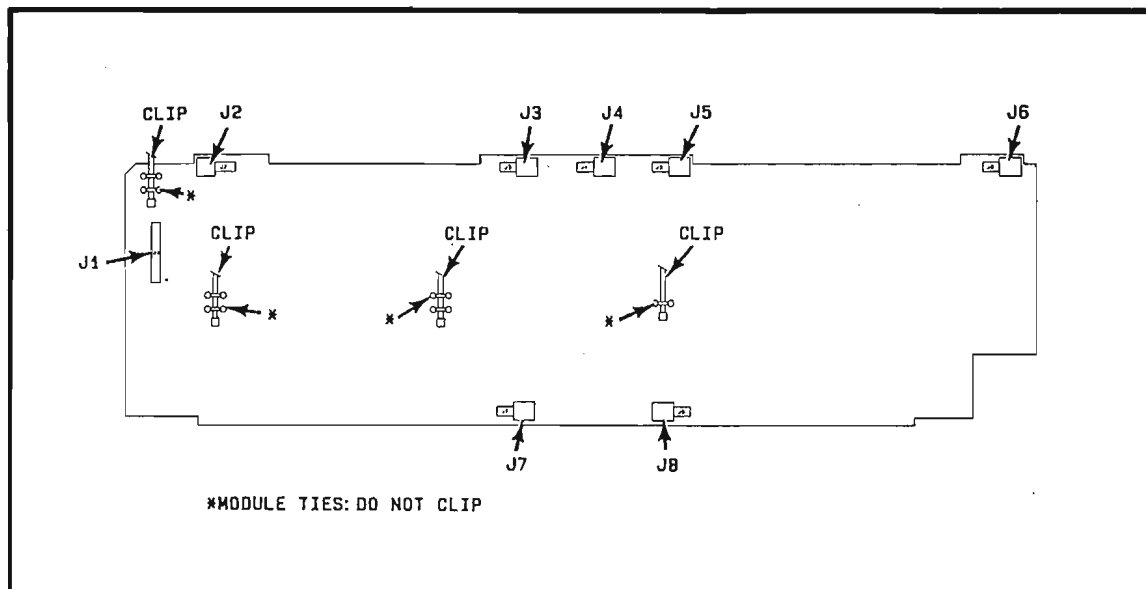 CLIP J2 J3 J4 J5 J6
*
CLIP CLIP CLIP
J1
* * *
J7 J8
*MODULE TIES: DO NOT CLIP